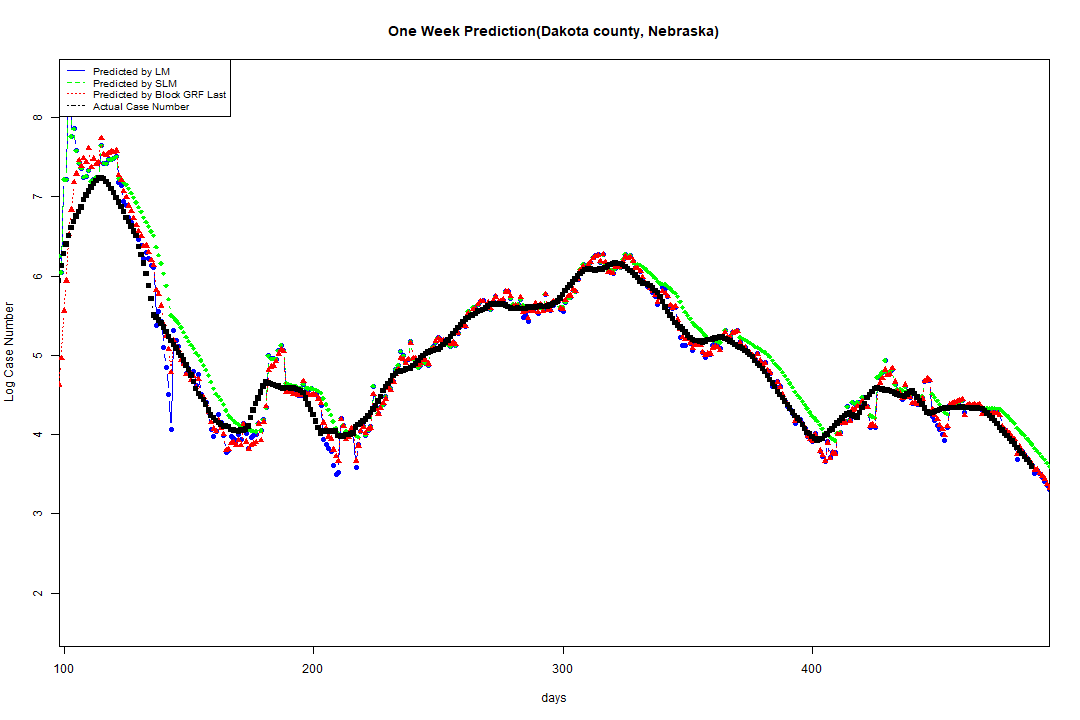 One Week Prediction(Dakota county, Nebraska)
Predicted by LM
Predicted by SLM
Predicted by Block GRF Last
Actual Case Number
8
7
6
5
4
3
2
Log Case Number
100 200 300 400
days